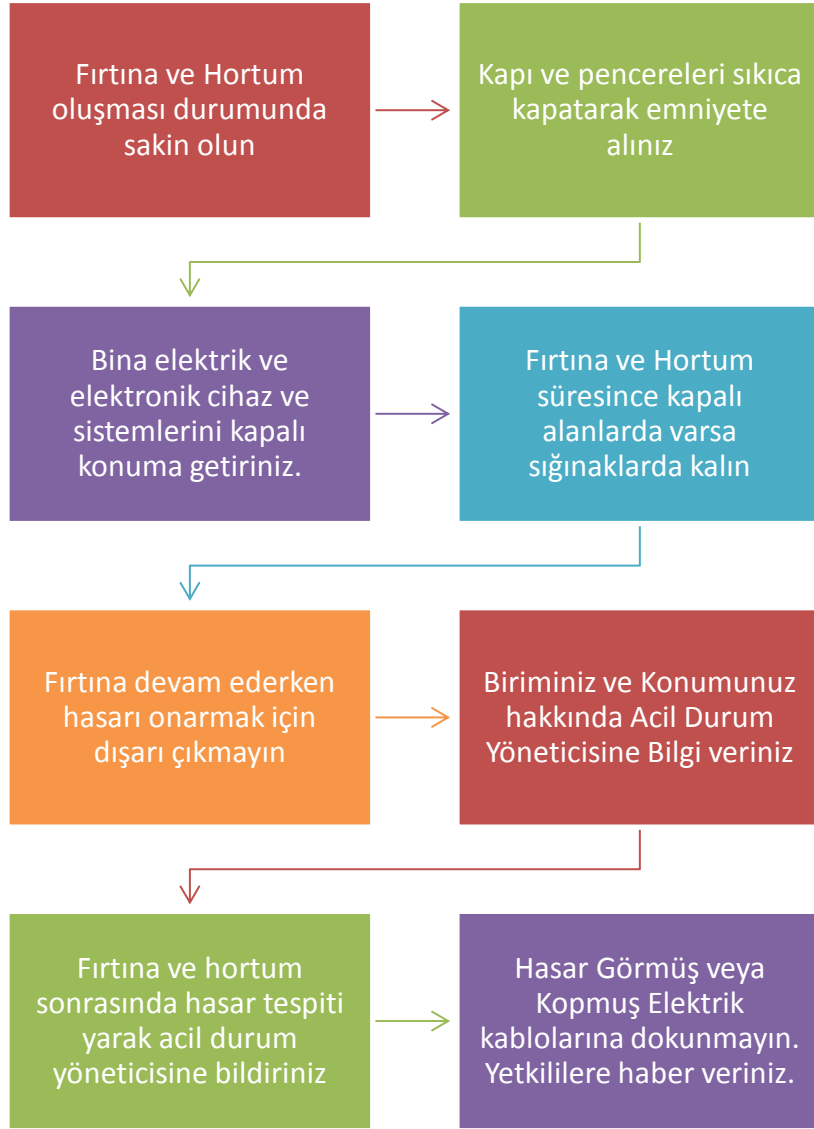 Fırtına ve Hortum
oluşması durumunda
sakin olun
Kapı ve pencereleri sıkıca
kapatarak emniyete
alınız
Bina elektrik ve
elektronik cihaz ve
sistemlerini kapalı
konuma getiriniz.
Fırtına ve Hortum
süresince kapalı
alanlarda varsa
sığınaklarda kalın
Fırtına devam ederken
hasarı onarmak için
dışarı çıkmayın
Biriminiz ve Konumunuz
hakkında Acil Durum
Yöneticisine Bilgi veriniz
Fırtına ve hortum
sonrasında hasar tespiti
yarak acil durum
yöneticisine bildiriniz
Hasar Görmüş veya
Kopmuş Elektrik
kablolarına dokunmayın.
Yetkililere haber veriniz.